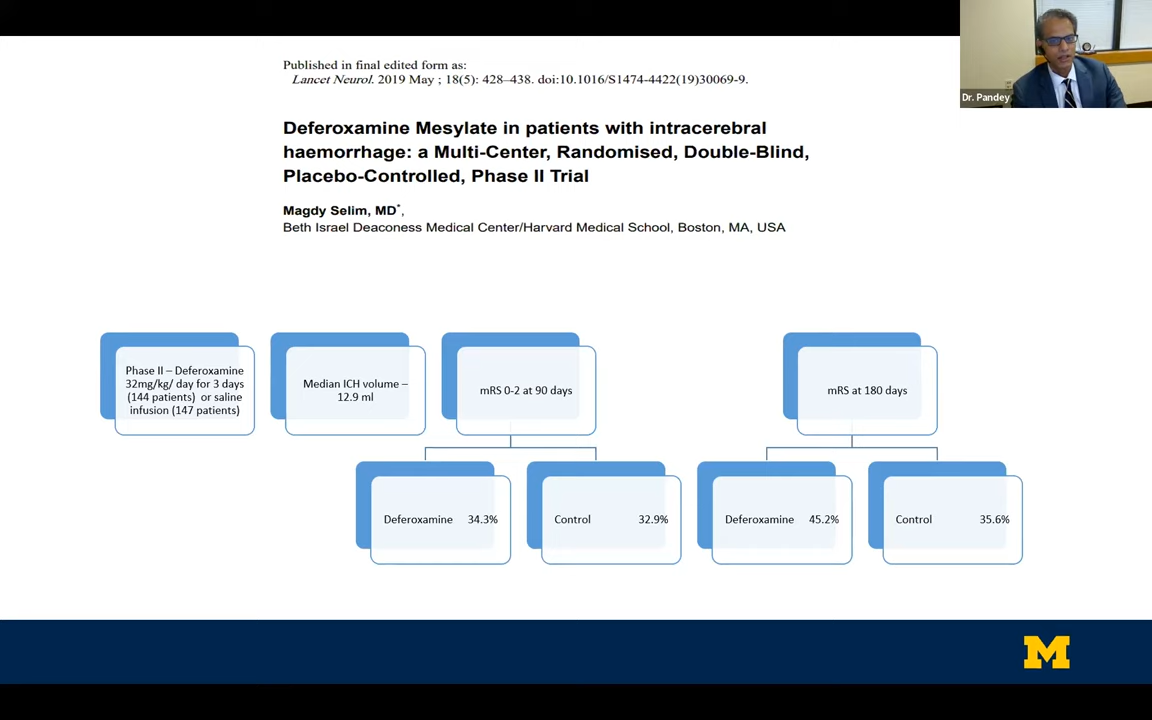 Published in final edited form as:
Lancet Neurol. 2019 May ; 18(5): 428–438. doi:10.1016/S1474-4422(19)30069-9.
Dr. Pandey
Deferoxamine Mesylate in patients with intracerebral
haemorrhage: a Multi-Center, Randomised, Double-Blind,
Placebo-Controlled, Phase II Trial
Magdy Selim, MD*,
Beth Israel Deaconess Medical Center/Harvard Medical School, Boston, MA, USA
Phase II – Deferoxamine
32mg/kg/ day for 3 days
(144 patients) or saline
infusion (147 patients)
Median ICH volume –
12.9 ml
mRS 0-2 at 90 days
mRS at 180 days
Deferoxamine 34.3%
Control 32.9%
Deferoxamine 45.2%
Control 35.6%
M